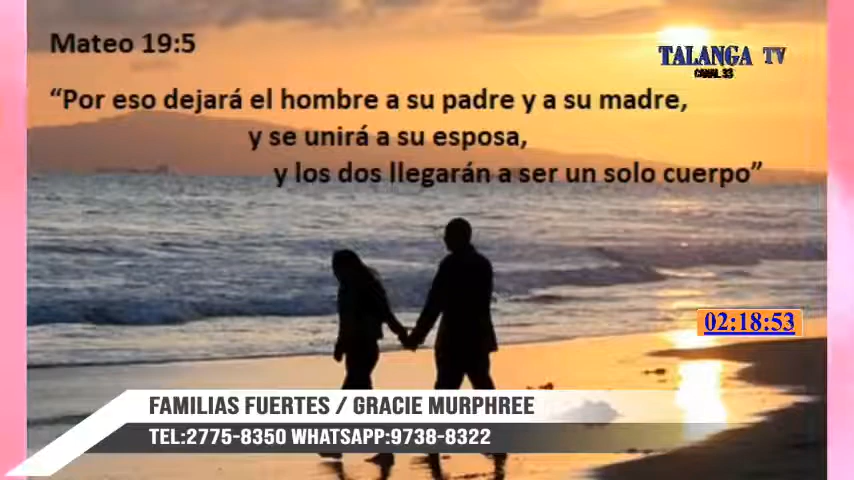 Mateo 19:5
TALANGA TV
CANAL 33
“Por eso dejará el hombre a su padre y a su madre,
y se unirá a su esposa,
y los dos llegarán a ser un solo cuerpo”
02:18:53
FAMILIAS FUERTES / GRACIE MURPHREE
TEL:2775-8350 WHATSAPP:9738-8322